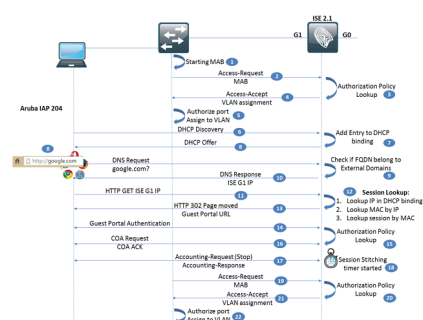 ISE 2.1
G1
G0
Starting MAB 1
Access-Request 2
MAB
Authorization Policy
Lookup 3
Access-Accept 4
VLAN assignment
Aruba IAP 204
Authorize port 5
Assign to VLAN
DHCP Discovery 6
Add Entry to DHCP
binding 7
DHCP Offer 8
http://google.com
DNS Request
google.com?
Check if FQDN belong to
External Domains 9
DNS Response 10
ISE G1 IP
HTTP GET ISE G1 IP 11
12 Session Lookup:
1. Lookup IP in DHCP binding
2. Lookup MAC by IP
3. Lookup session by MAC
HTTP 302 Page moved 13
Guest Portal URL
Guest Portal Authentication 14
Authorization Policy
Lookup 15
COA Request 16
COA ACK
Accounting-Request (Stop) 17
Accounting-Response
Session Stitching
timer started 18
Access-Request 19
MAB
Authorization Policy
Lookup 20
Access-Accept 21
VLAN assignment
Authorize port
Assign to VLAN 22